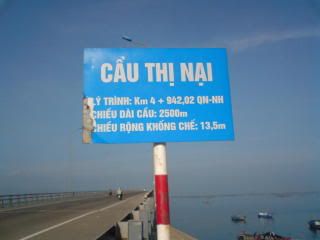 CẦU THỊ NẠI
LÝ TRÌNH: Km 4 + 942,02 QN-NH
CHIỀU DÀI CẦU: 2500m
CHIỀU RỘNG KHỐNG CHẾ: 13,5m